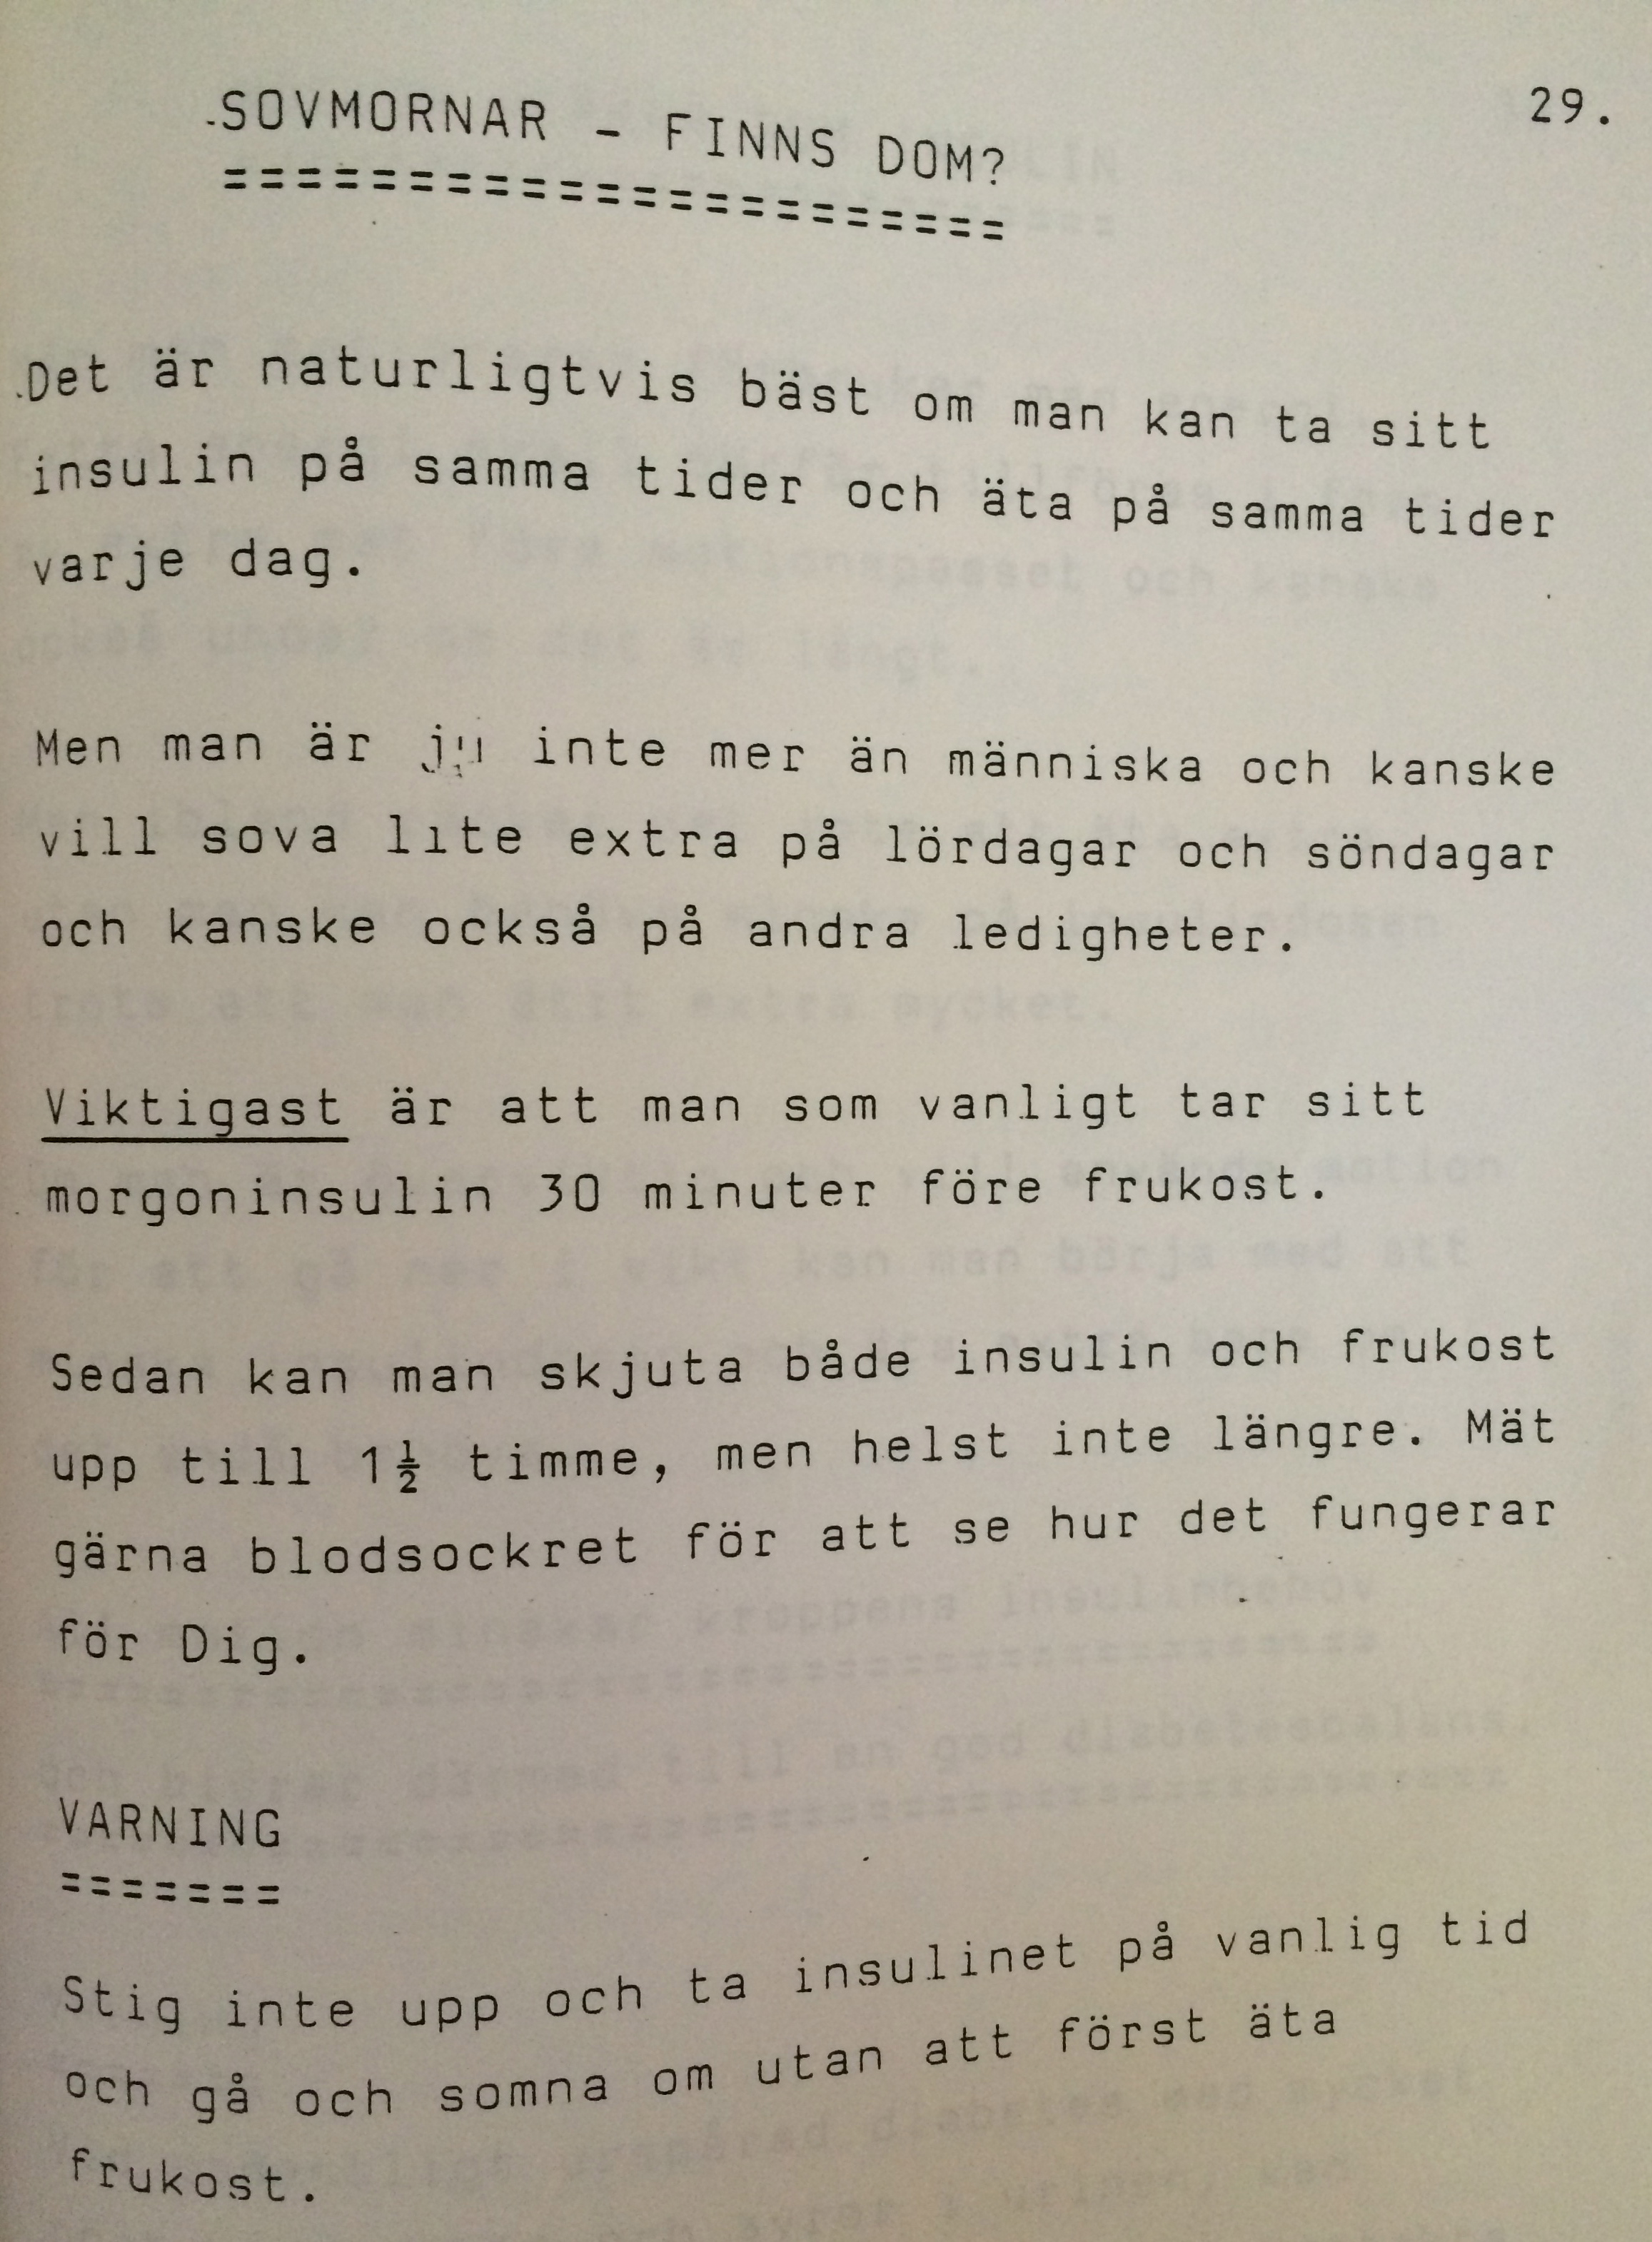 SOVMORNAR - FINNS DOM?
29.
=======================
Det är naturligtvis bäst om man kan ta sitt
insulin på samma tider och äta på samma tider
varje dag.
Men man är ju inte mer än människa och kanske
vill sova lite extra på lördagar och söndagar
och kanske också på andra ledigheter.
Viktigast är att man som vanligt tar sitt
morgoninsulin 30 minuter före frukost.
Sedan kan man skjuta både insulin och frukost
upp till 1½ timme, men helst inte längre. Mät
gärna blodsockret för att se hur det fungerar
för Dig.
VARNING
=======
Stig inte upp och ta insulinet på vanlig tid
och gå och somna om utan att först äta
frukost.